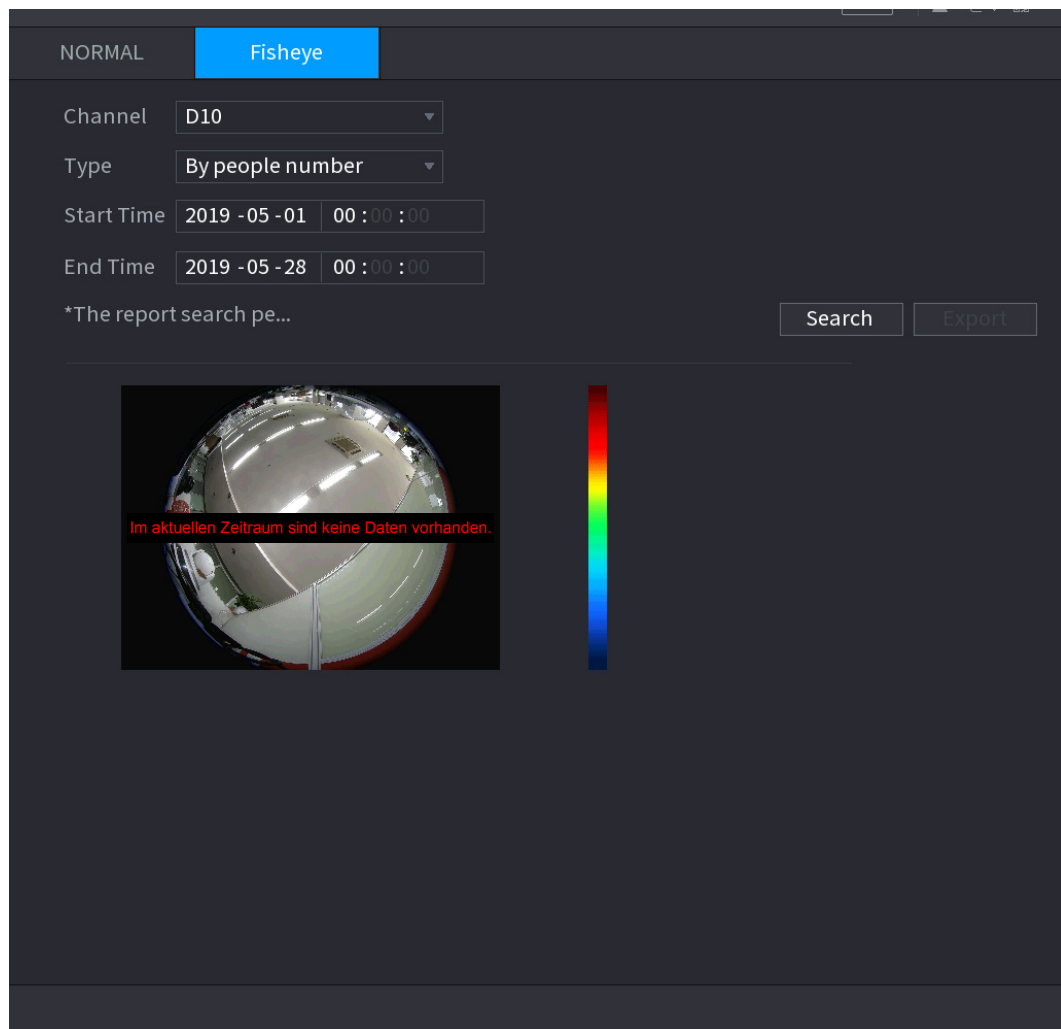 NORMAL Fisheye
Channel D10
Type By people number
Start Time 2019 -05 -01 00 :00 :00
End Time 2019 -05 -28 00 :00 :00
*The report search pe...
Search Export
Im aktuellen Zeitraum sind keine Daten vorhanden.